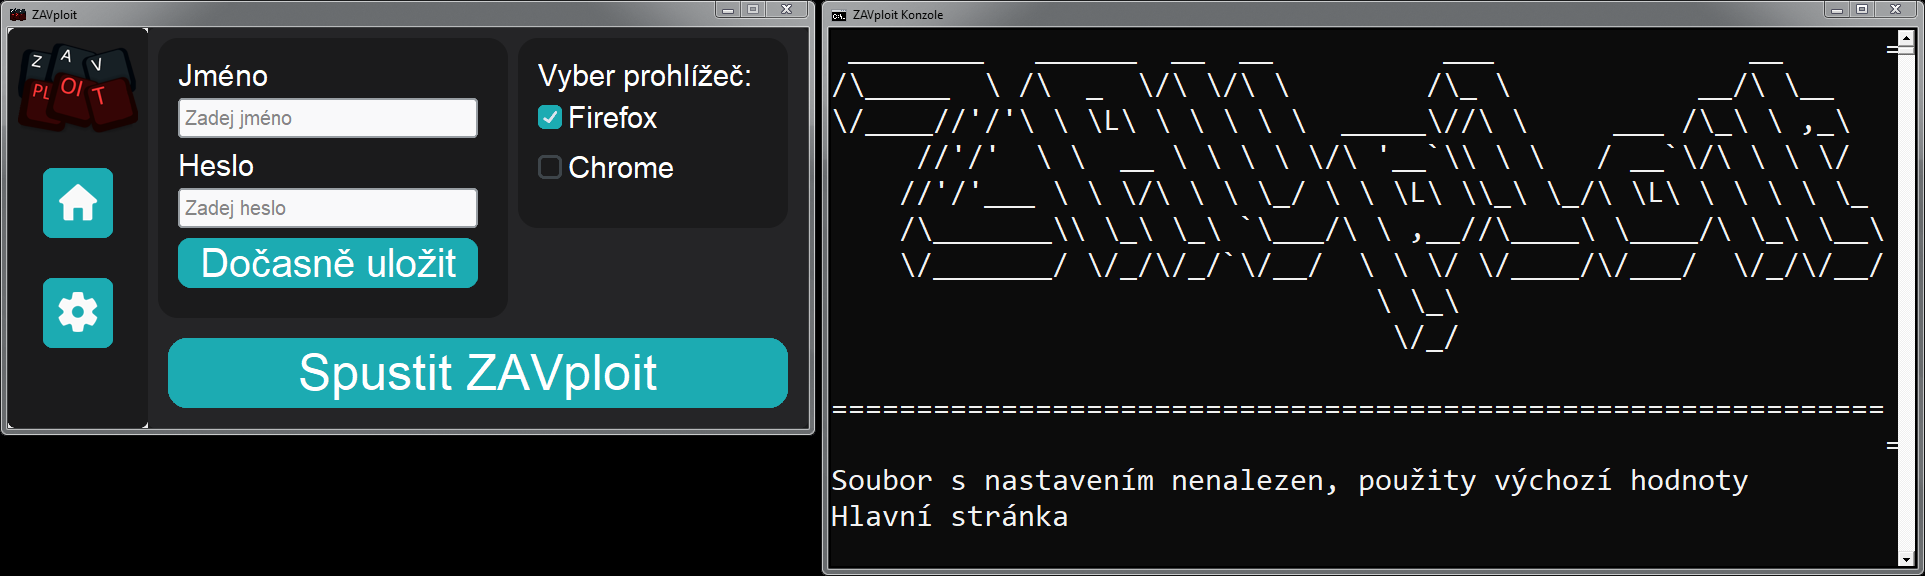 ZAVploit
Z A V
PL OI T
Jméno
Zadej jméno
Heslo
Zadej heslo
Dočasně uložit
Vyber prohlížeč:
Firefox
Chrome
Spustit ZAVploit
ZAVploit Konzole
ZAVploit
===============================================================
=
Soubor s nastavením nenalezen, použity výchozí hodnoty
Hlavní stránka